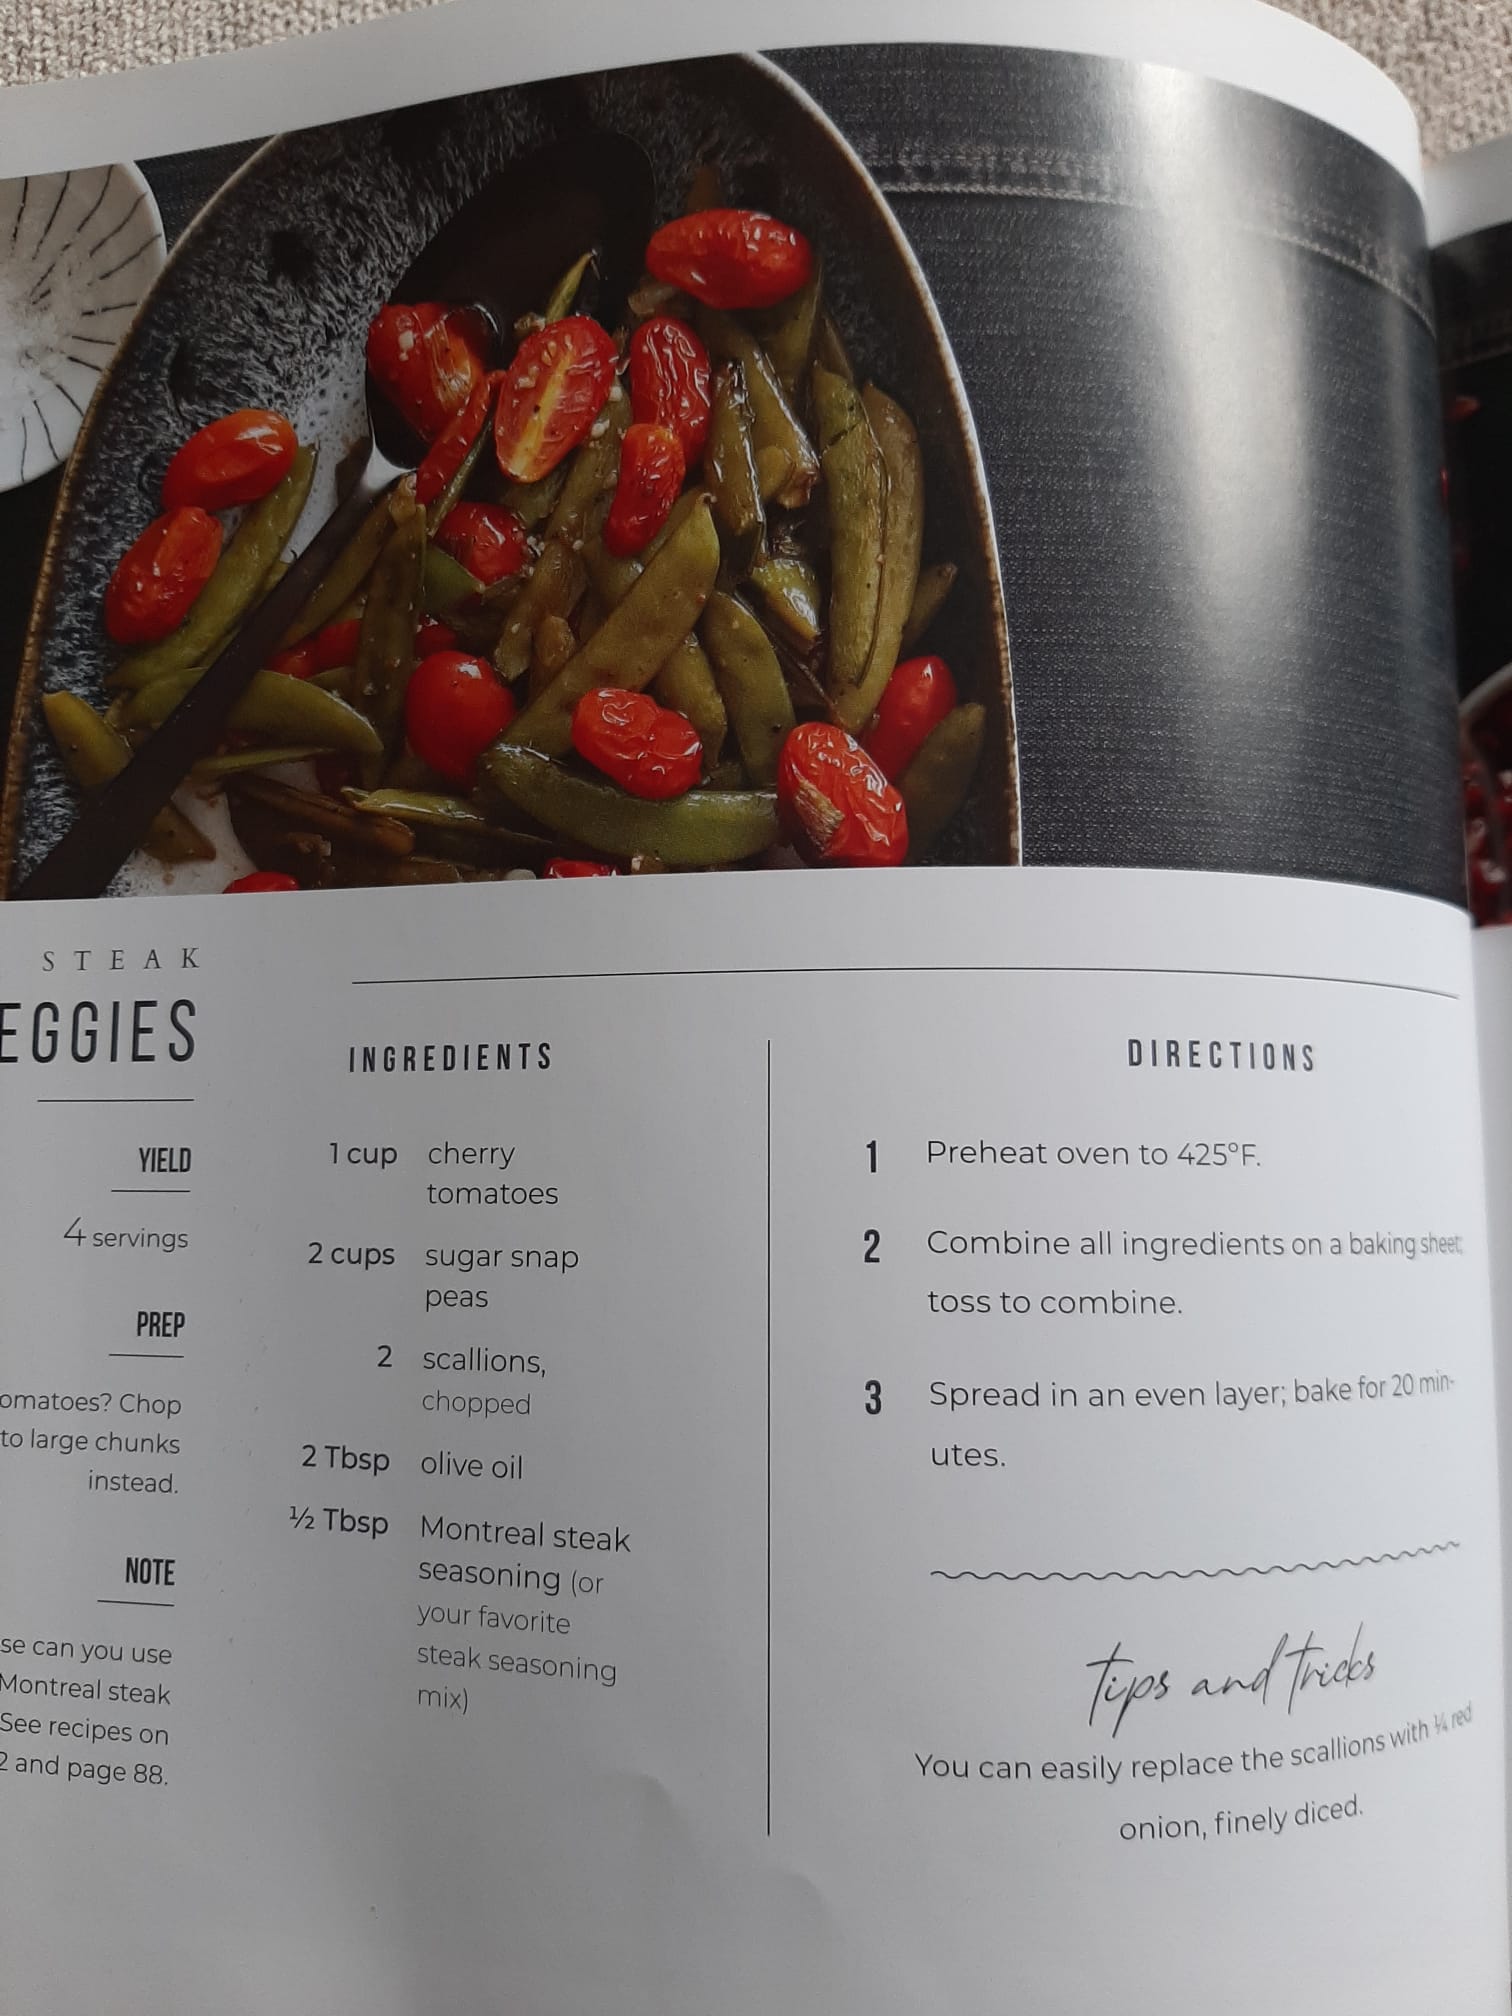 STEAK
EGGIES
YIELD
4 servings
PREP
omatoes? Chop
to large chunks
instead.
NOTE
se can you use
Montreal steak
See recipes on
2 and page 88.
INGREDIENTS
1 cup cherry
tomatoes
2 cups sugar snap
peas
2 scallions,
chopped
2 Tbsp olive oil
½ Tbsp Montreal steak
seasoning (or
your favorite
steak seasoning
mix)
DIRECTIONS
1 Preheat oven to 425°F.
2 Combine all ingredients on a baking sheet;
toss to combine.
3 Spread in an even layer; bake for 20 min-
utes.
tips and tricks
You can easily replace the scallions with ¼ red
onion, finely diced.